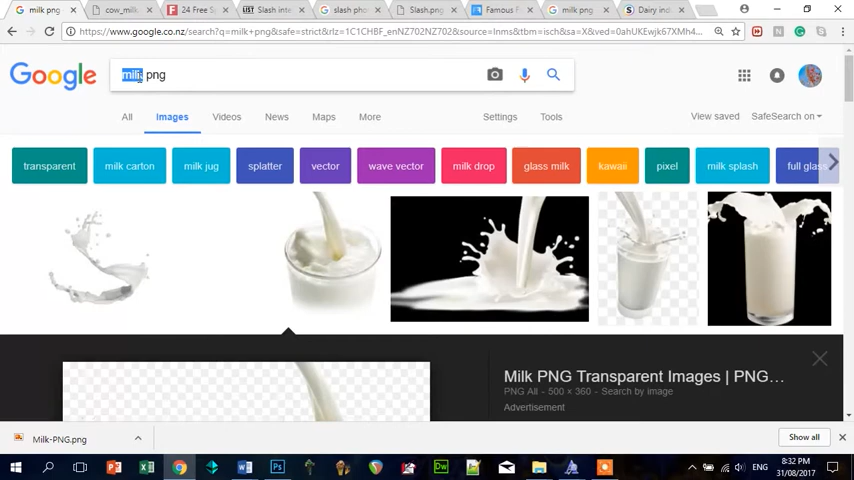 milk png
cow_mil
24 Free S
Slash inte
slash pho
Slash.png
Famous F
milk png
Dairy ind
https://www.google.co.nz/search?q=milk+png&safe=strict&rlz=1C1CHBF_enNZ702NZ702&source=lnms&tbm=isch&sa=X&ved=0ahUKEwjk67XMh4...
Google
milk png
All Images Videos News Maps More Settings Tools View saved SafeSearch on
transparent milk carton milk jug splatter vector wave vector milk drop glass milk kawaii pixel milk splash full glass
Milk PNG Transparent Images | PNG…
PNG All - 500 × 360 - Search by image
Advertisement
Milk-PNG.png Show all
ENG
8:32 PM
31/08/2017